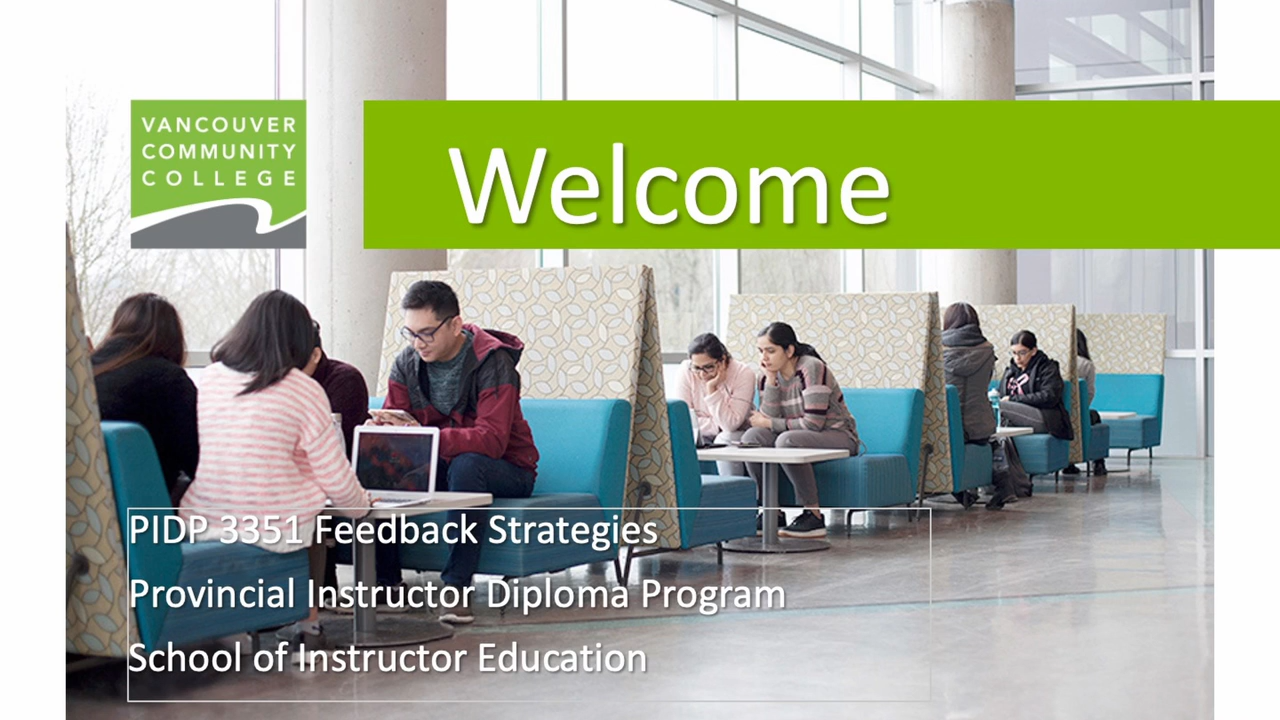 VANCOUVER
COMMUNITY
COLLEGE
Welcome
PIDP 3351 Feedback Strategies
Provincial Instructor Diploma Program
School of Instructor Education